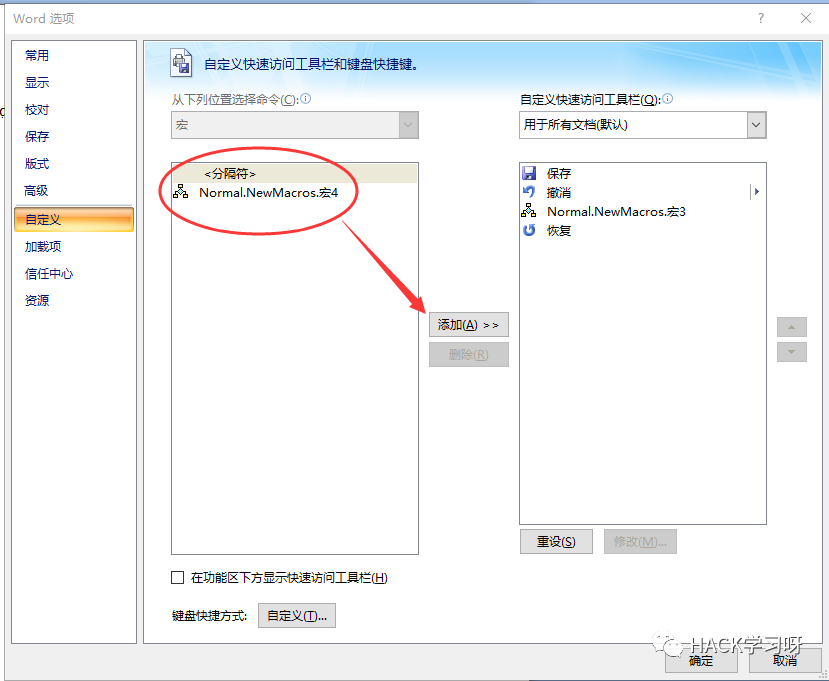 Word 选项
?
常用
显示
校对
保存
版式
高级
自定义
加载项
信任中心
资源
自定义快速访问工具栏和键盘快捷键。
从下列位置选择命令(C):
宏
<分隔符>
Normal.NewMacros.宏4
添加(A) >>
删除(R)
自定义快速访问工具栏(Q):
用于所有文档(默认)
保存
撤消
Normal.NewMacros.宏3
恢复
重设(S)
修改(M)...
在功能区下方显示快速访问工具栏(H)
键盘快捷方式:
自定义(T)...
HACK学习呀
确定
取消